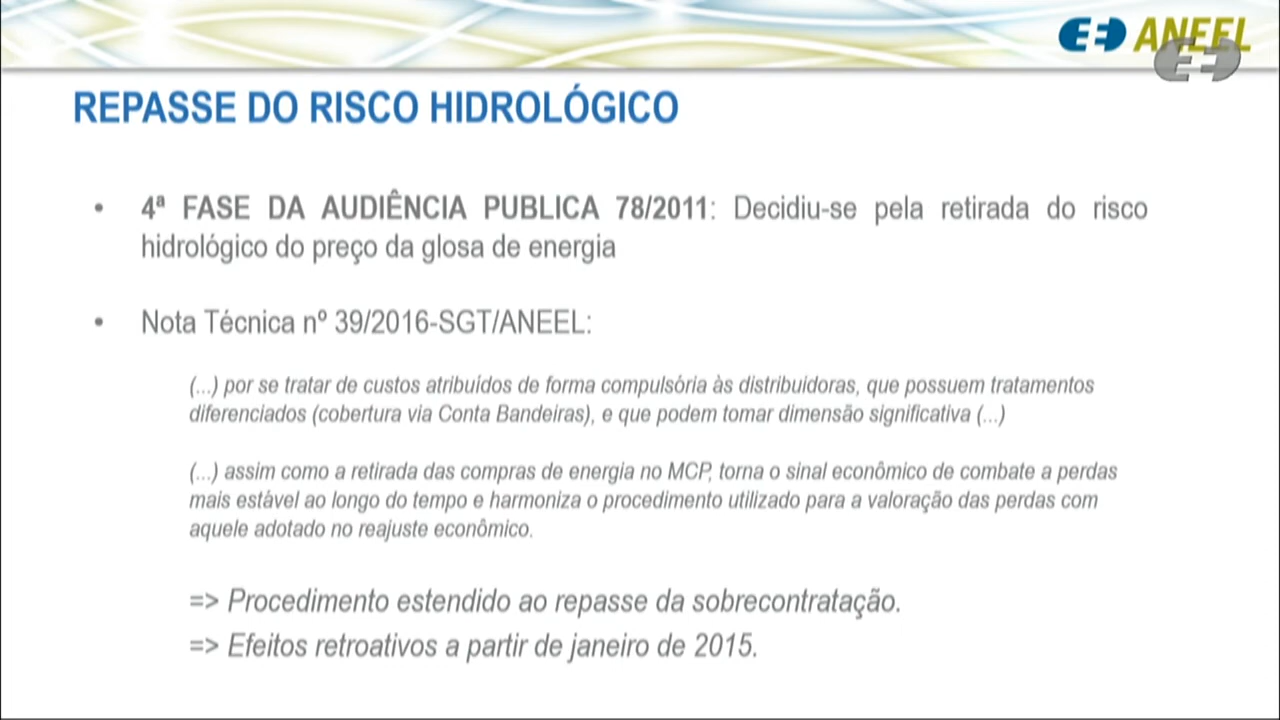 ANEEL
REPASSE DO RISCO HIDROLÓGICO
• 4ª FASE DA AUDIÊNCIA PUBLICA 78/2011: Decidiu-se pela retirada do risco
hidrológico do preço da glosa de energia
• Nota Técnica nº 39/2016-SGT/ANEEL:
(...) por se tratar de custos atribuídos de forma compulsória às distribuidoras, que possuem tratamentos
diferenciados (cobertura via Conta Bandeiras), e que podem tomar dimensão significativa (...)
(...) assim como a retirada das compras de energia no MCP, torna o sinal econômico de combate a perdas
mais estável ao longo do tempo e harmoniza o procedimento utilizado para a valoração das perdas com
aquele adotado no reajuste econômico.
=> Procedimento estendido ao repasse da sobrecontratação.
=> Efeitos retroativos a partir de janeiro de 2015.